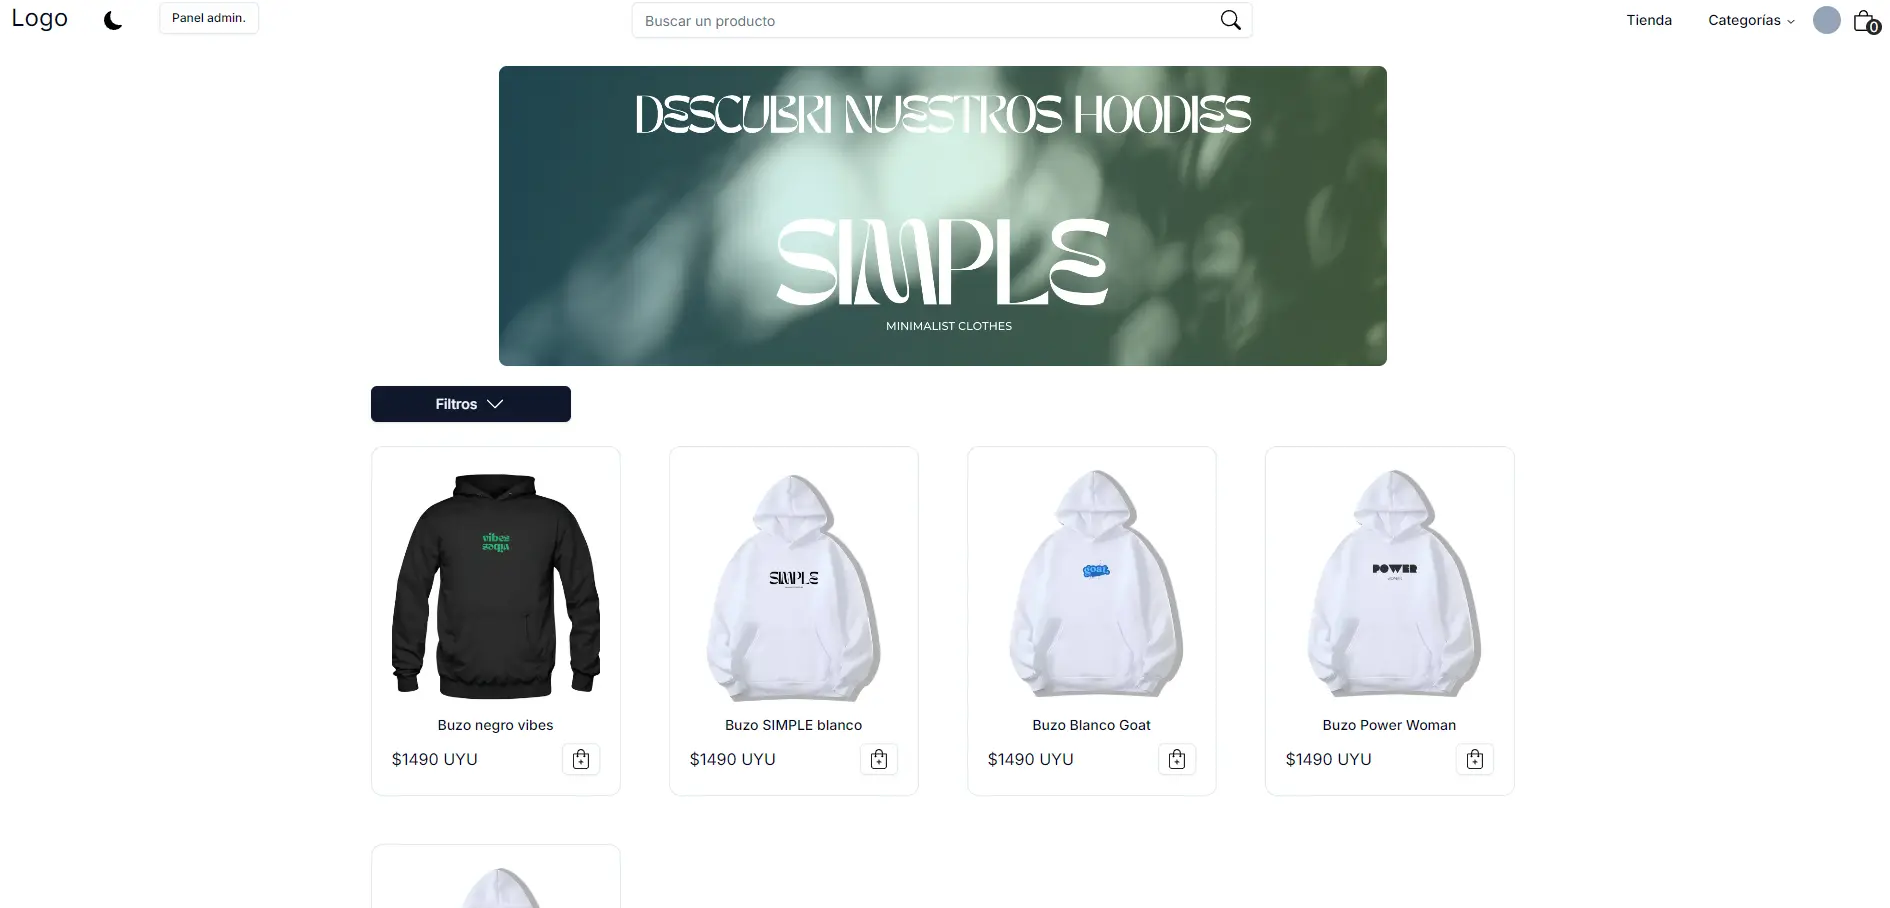 Logo
Panel admin.
Buscar un producto
Tienda
Categorías
0
DESCUBRI NUESTROS HOODIES
SIMPLE
MINIMALIST CLOTHES
Filtros
vibes
vibes
SIMPLE
goat
POWER
Buzo negro vibes
Buzo SIMPLE blanco
Buzo Blanco Goat
Buzo Power Woman
$1490 UYU
$1490 UYU
$1490 UYU
$1490 UYU